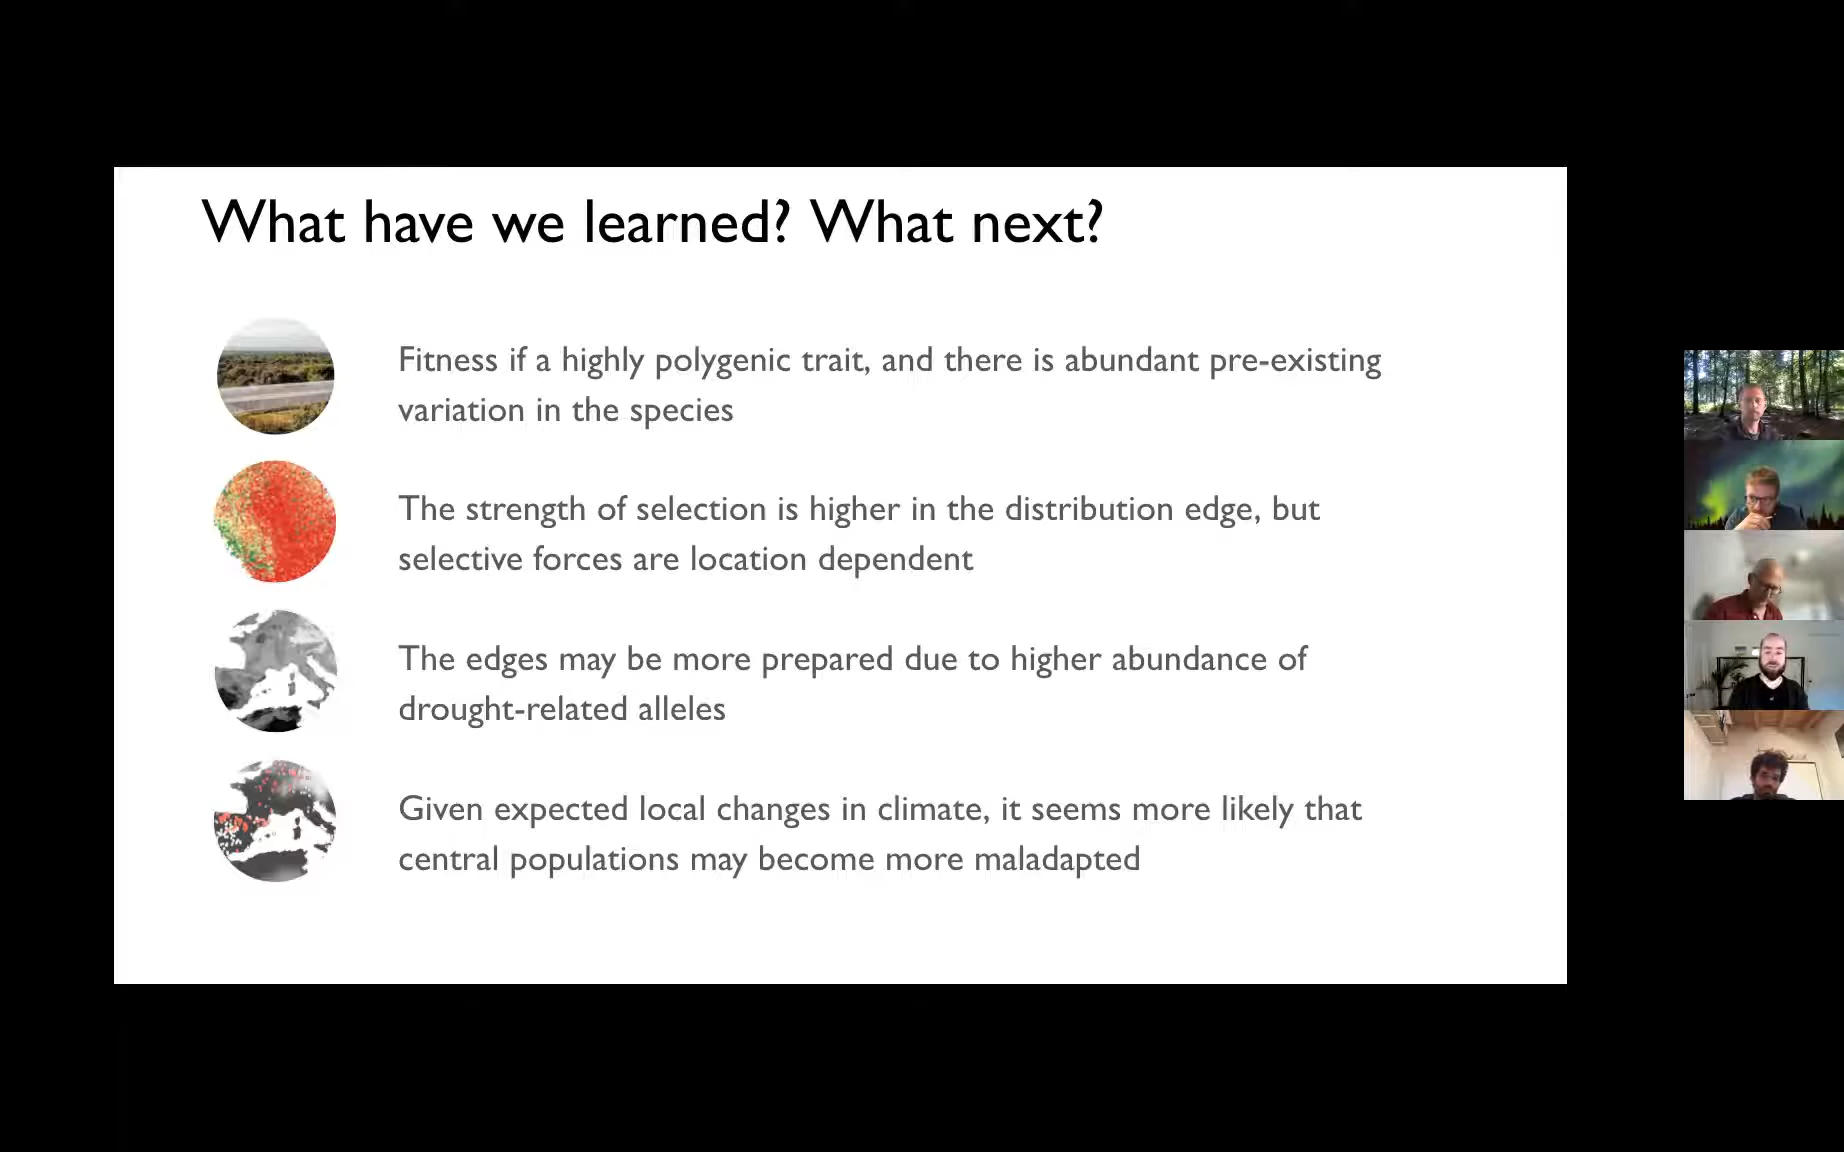 What have we learned? What next?
Fitness if a highly polygenic trait, and there is abundant pre-existing
variation in the species
The strength of selection is higher in the distribution edge, but
selective forces are location dependent
The edges may be more prepared due to higher abundance of
drought-related alleles
Given expected local changes in climate, it seems more likely that
central populations may become more maladapted